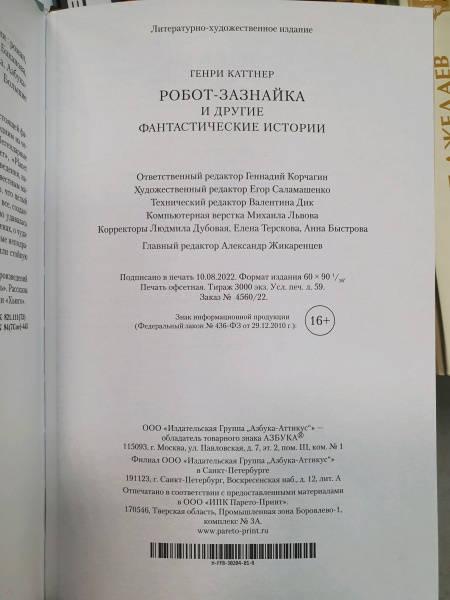 Литературно-художественное издание
ГЕНРИ КАТТНЕР
РОБОТ-ЗАЗНАЙКА
И ДРУГИЕ
ФАНТАСТИЧЕСКИЕ ИСТОРИИ
Ответственный редактор Геннадий Корчагин
Художественный редактор Егор Саламашенко
Технический редактор Валентина Дик
Компьютерная верстка Михаила Львова
Корректоры Людмила Дубовая, Елена Терскова, Анна Быстрова
Главный редактор Александр Жикаренцев
Подписано в печать 10.08.2022. Формат издания 60 × 90 1/16.
Печать офсетная. Тираж 3000 экз. Усл. печ. л. 59.
Заказ № 4560/22.
Знак информационной продукции
(Федеральный закон № 436-ФЗ от 29.12.2010 г.):
16+
ООО «Издательская Группа „Азбука-Аттикус“» —
обладатель товарного знака АЗБУКА®
115093, г. Москва, ул. Павловская, д. 7, эт. 2, пом. III, ком. № 1
Филиал ООО «Издательская Группа „Азбука-Аттикус“»
в Санкт-Петербурге
191123, г. Санкт-Петербург, Воскресенская наб., д. 12, лит. А
Отпечатано в соответствии с предоставленными материалами
в ООО «ИПК Парето-Принт».
170546, Тверская область, Промышленная зона Боровлево-1,
комплекс № 3А.
www.pareto-print.ru
H-FFB-30204-01-R
ДЖЕЛАЕВ